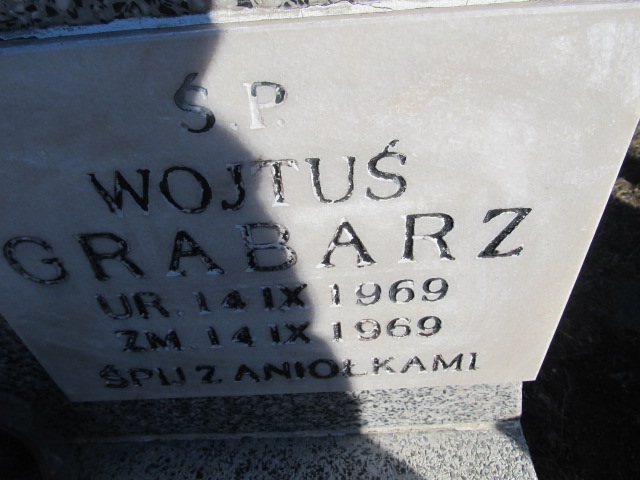 Ś.P.
WOJTUŚ
GRABARZ
UR. 14 IX 1969
ZM. 14 IX 1969
ŚPIJ Z ANIOŁKAMI